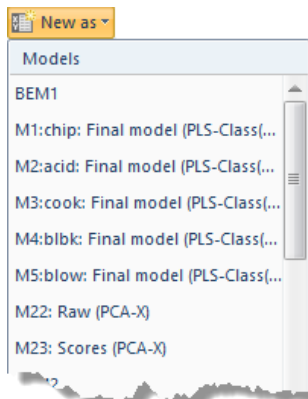 New as
Models
BEM1
M1:chip: Final model (PLS-Class(...
M2:acid: Final model (PLS-Class(...
M3:cook: Final model (PLS-Class(...
M4:blbk: Final model (PLS-Class(...
M5:blow: Final model (PLS-Class(...
M22: Raw (PCA-X)
M23: Scores (PCA-X)